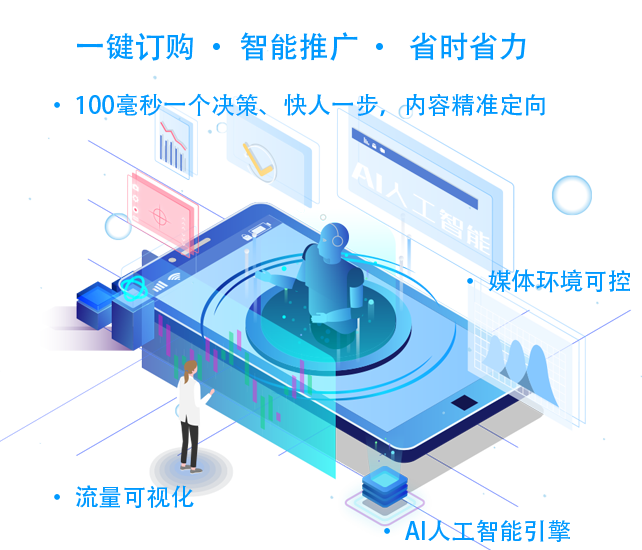 一键订购 • 智能推广 • 省时省力
• 100毫秒一个决策、快人一步，内容精准定向
AI人工智能
• 媒体环境可控
• 流量可视化
• AI人工智能引擎